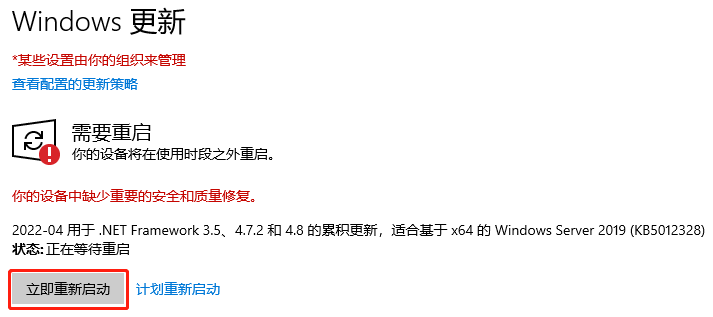 Windows 更新
*某些设置由你的组织来管理
查看配置的更新策略
需要重启
你的设备将在使用时段之外重启。
你的设备中缺少重要的安全和质量修复。
2022-04 用于 .NET Framework 3.5、4.7.2 和 4.8 的累积更新，适合基于 x64 的 Windows Server 2019 (KB5012328)
状态: 正在等待重启
立即重新启动 计划重新启动